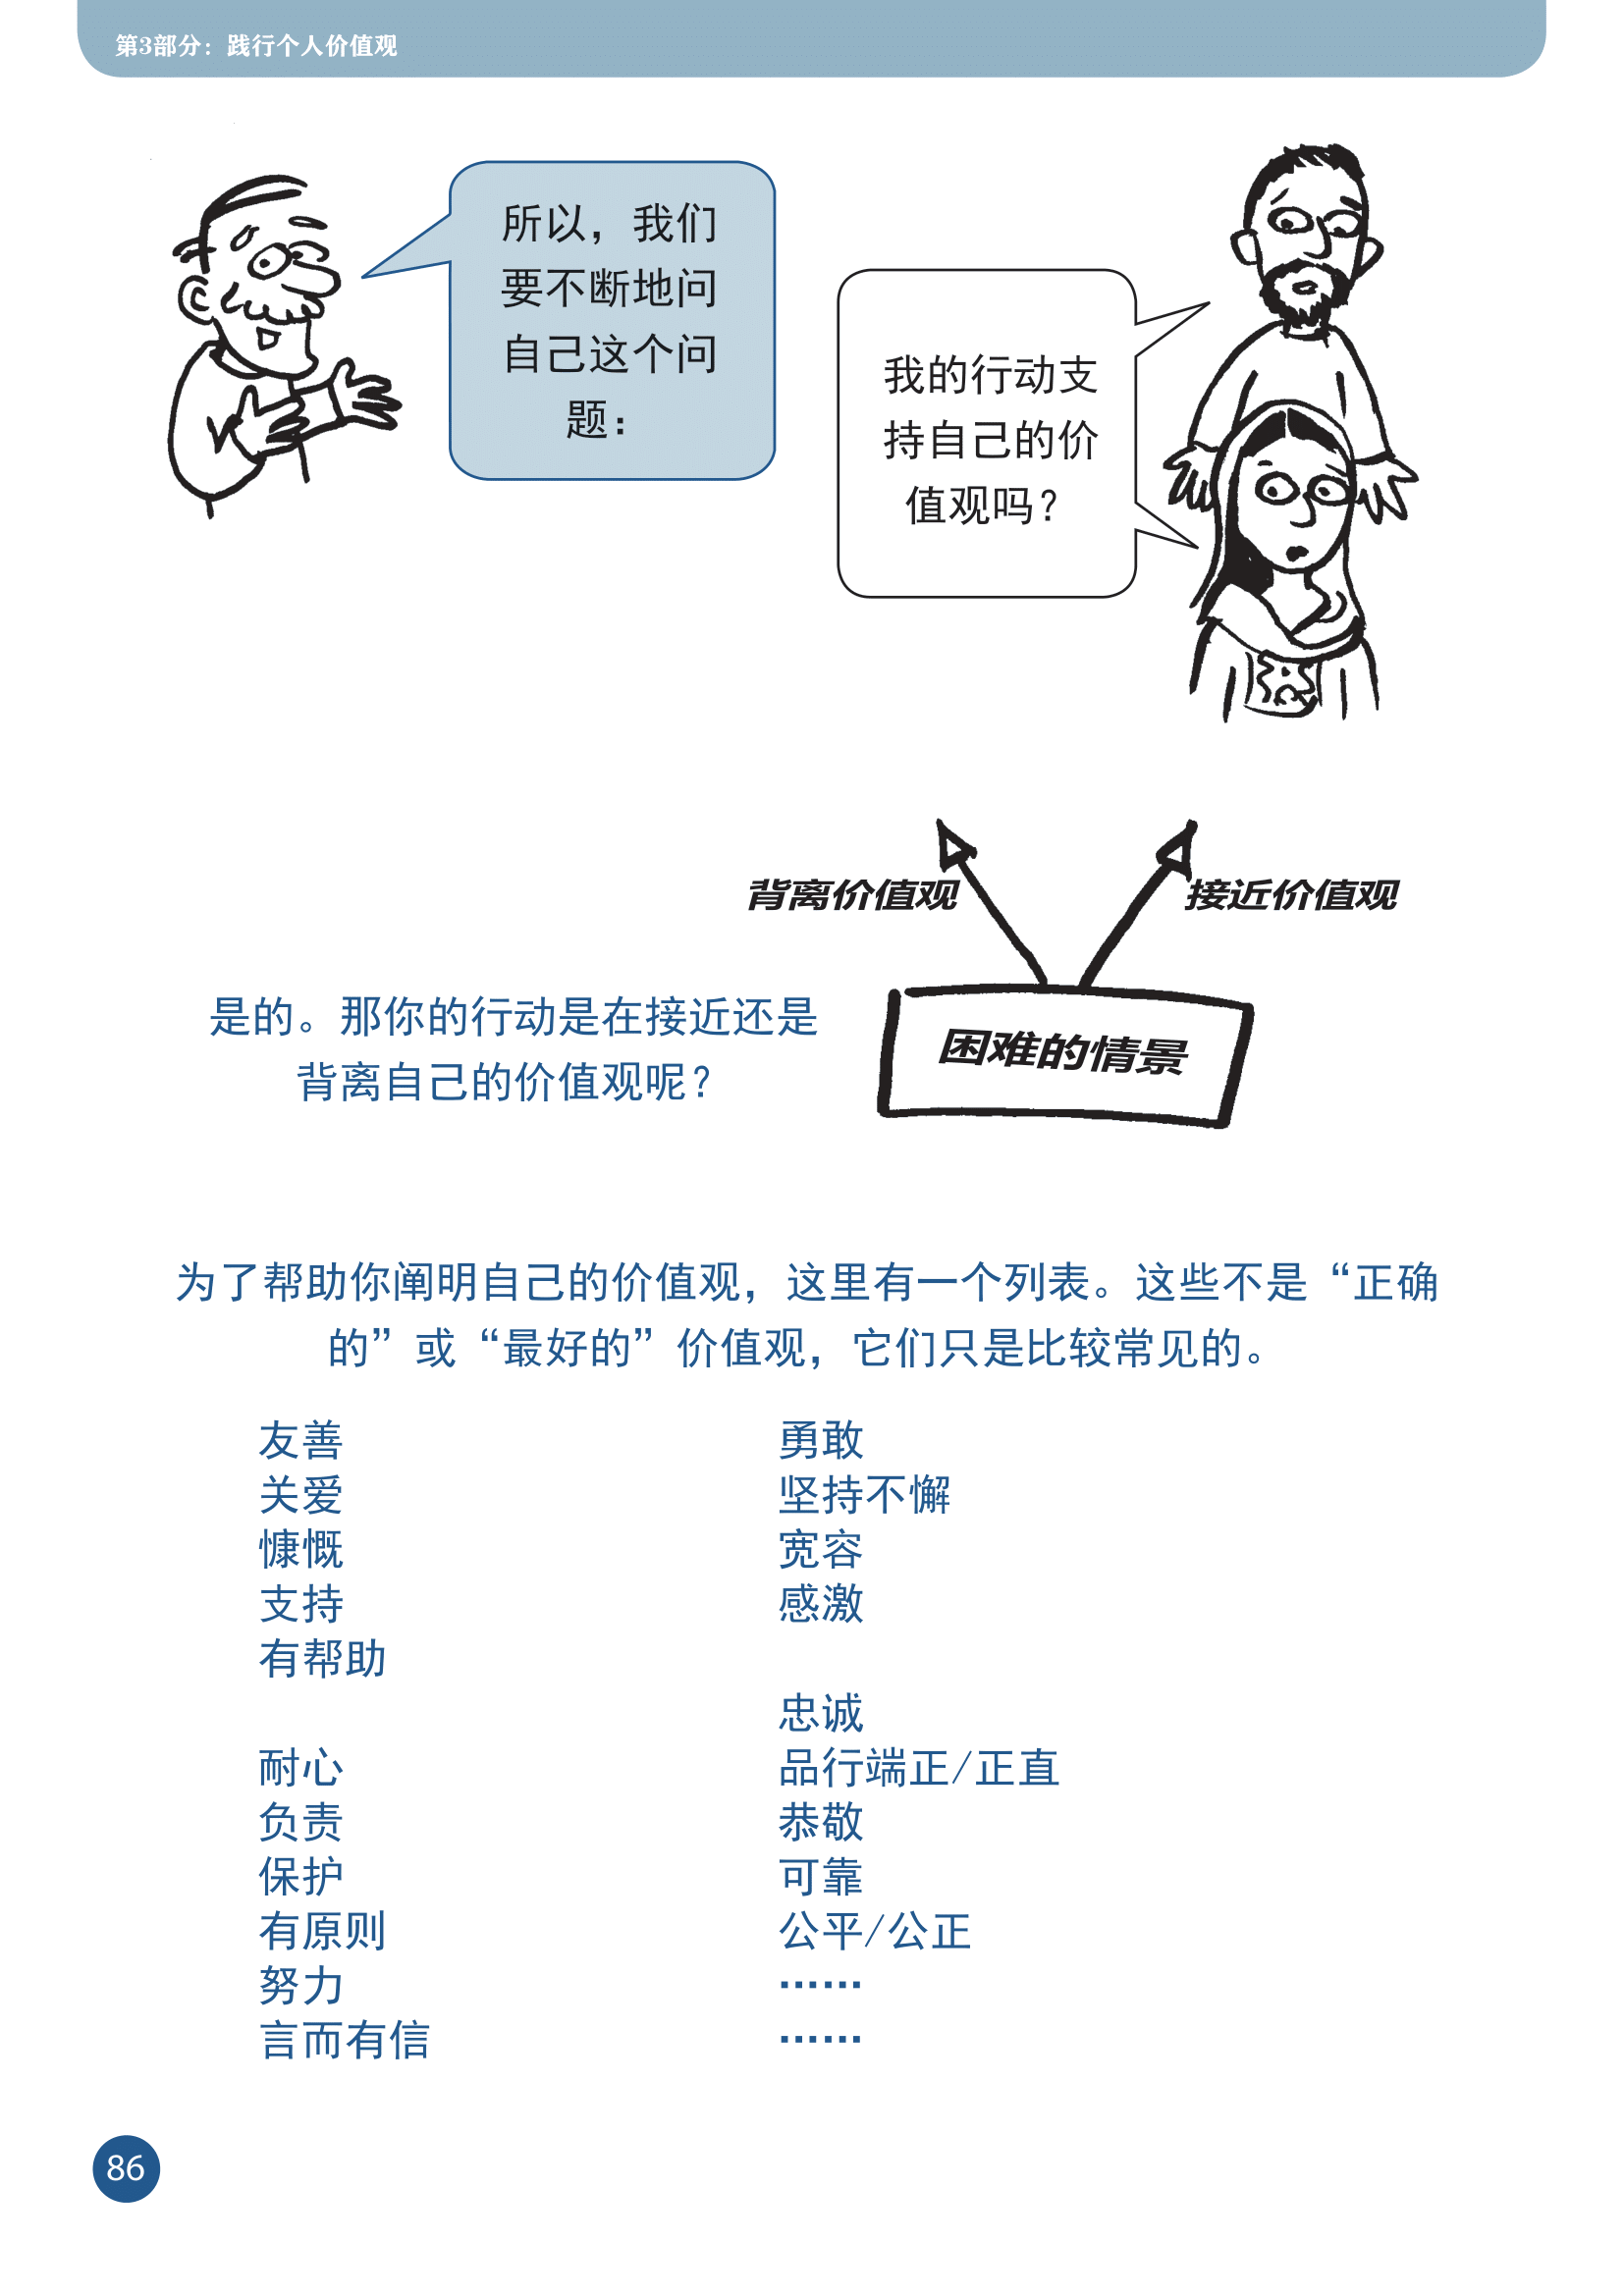 第3部分：践行个人价值观
所以，我们
要不断地问
自己这个问
题：
我的行动支
持自己的价
值观吗？
背离价值观
接近价值观
困难的情景
是的。那你的行动是在接近还是
背离自己的价值观呢？
为了帮助你阐明自己的价值观，这里有一个列表。这些不是“正确
的”或“最好的”价值观，它们只是比较常见的。
友善
关爱
慷慨
支持
有帮助
耐心
负责
保护
有原则
努力
言而有信
勇敢
坚持不懈
宽容
感激
忠诚
品行端正/正直
恭敬
可靠
公平/公正
……
……
86